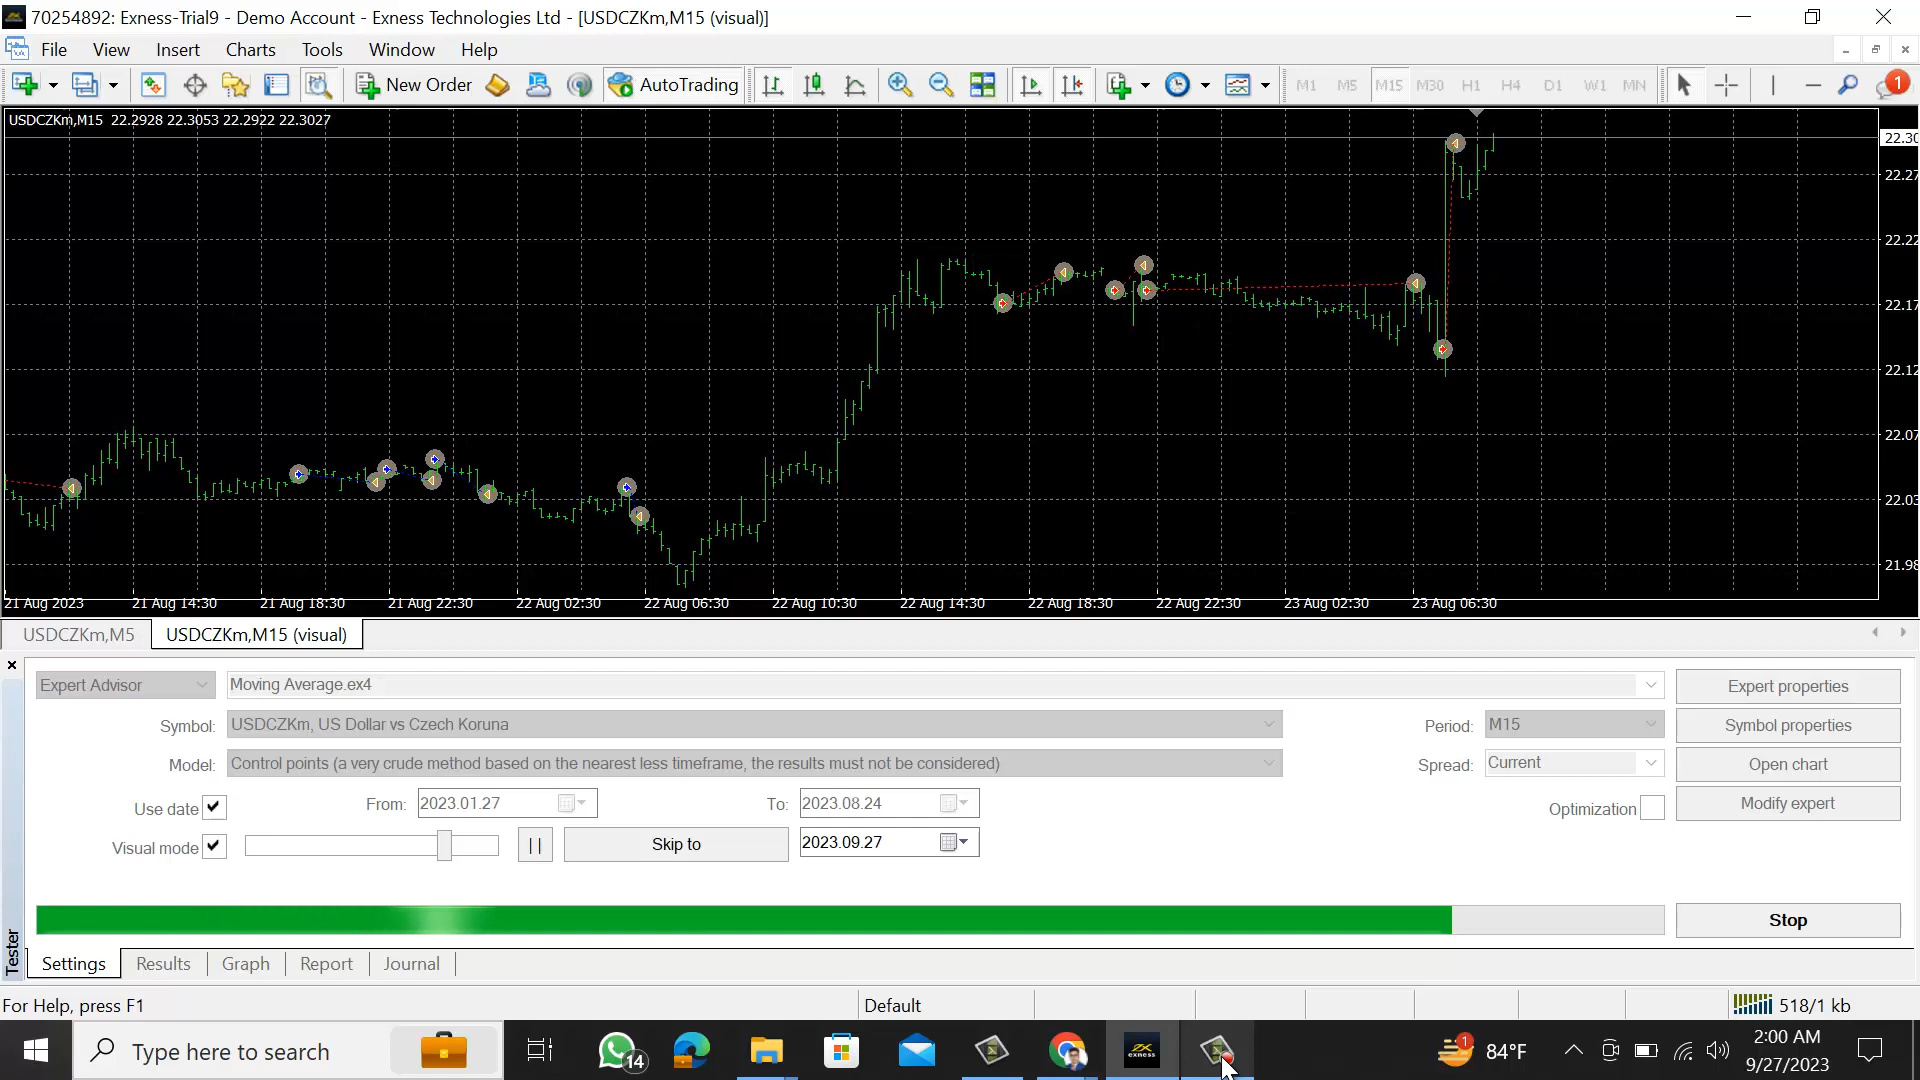 70254892: Exness-Trial9 - Demo Account - Exness Technologies Ltd - [USDCZKm,M15 (visual)]
File View Insert Charts Tools Window Help
New Order AutoTrading M1 M5 M15 M30 H1 H4 D1 W1 MN 1
USDCZKm,M15 22.2928 22.3053 22.2922 22.3027
22.30
22.27
22.22
22.17
22.12
22.07
22.03
21.98
21 Aug 2023 21 Aug 14:30 21 Aug 18:30 21 Aug 22:30 22 Aug 02:30 22 Aug 06:30 22 Aug 10:30 22 Aug 14:30 22 Aug 18:30 22 Aug 22:30 23 Aug 02:30 23 Aug 06:30
USDCZKm,M5 USDCZKm,M15 (visual)
Expert Advisor Moving Average.ex4 Expert properties
Symbol: USDCZKm, US Dollar vs Czech Koruna Period: M15 Symbol properties
Model: Control points (a very crude method based on the nearest less timeframe, the results must not be considered) Spread: Current Open chart
Use date From: 2023.01.27 To: 2023.08.24 Optimization Modify expert
Visual mode Skip to 2023.09.27
Stop
Tester
Settings Results Graph Report Journal
For Help, press F1 Default 518/1 kb
Type here to search 14 exness 1 84°F 2:00 AM
9/27/2023